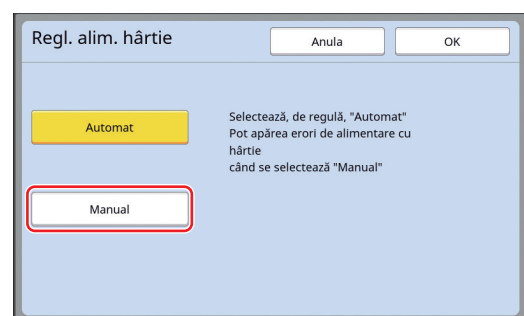 Regl. alim. hârtie
Anula
OK
Automat
Selectează, de regulă, "Automat"
Pot apărea erori de alimentare cu
hârtie
când se selectează "Manual"
Manual